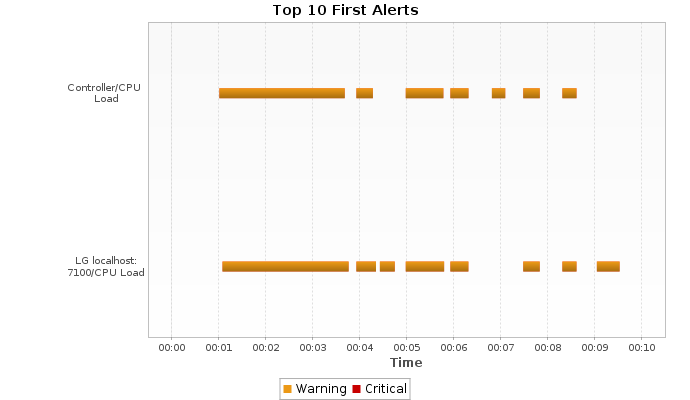 Top 10 First Alerts
Controller/CPU
Load
LG localhost:
7100/CPU Load
00:00 00:01 00:02 00:03 00:04 00:05 00:06 00:07 00:08 00:09 00:10
Time
Warning Critical